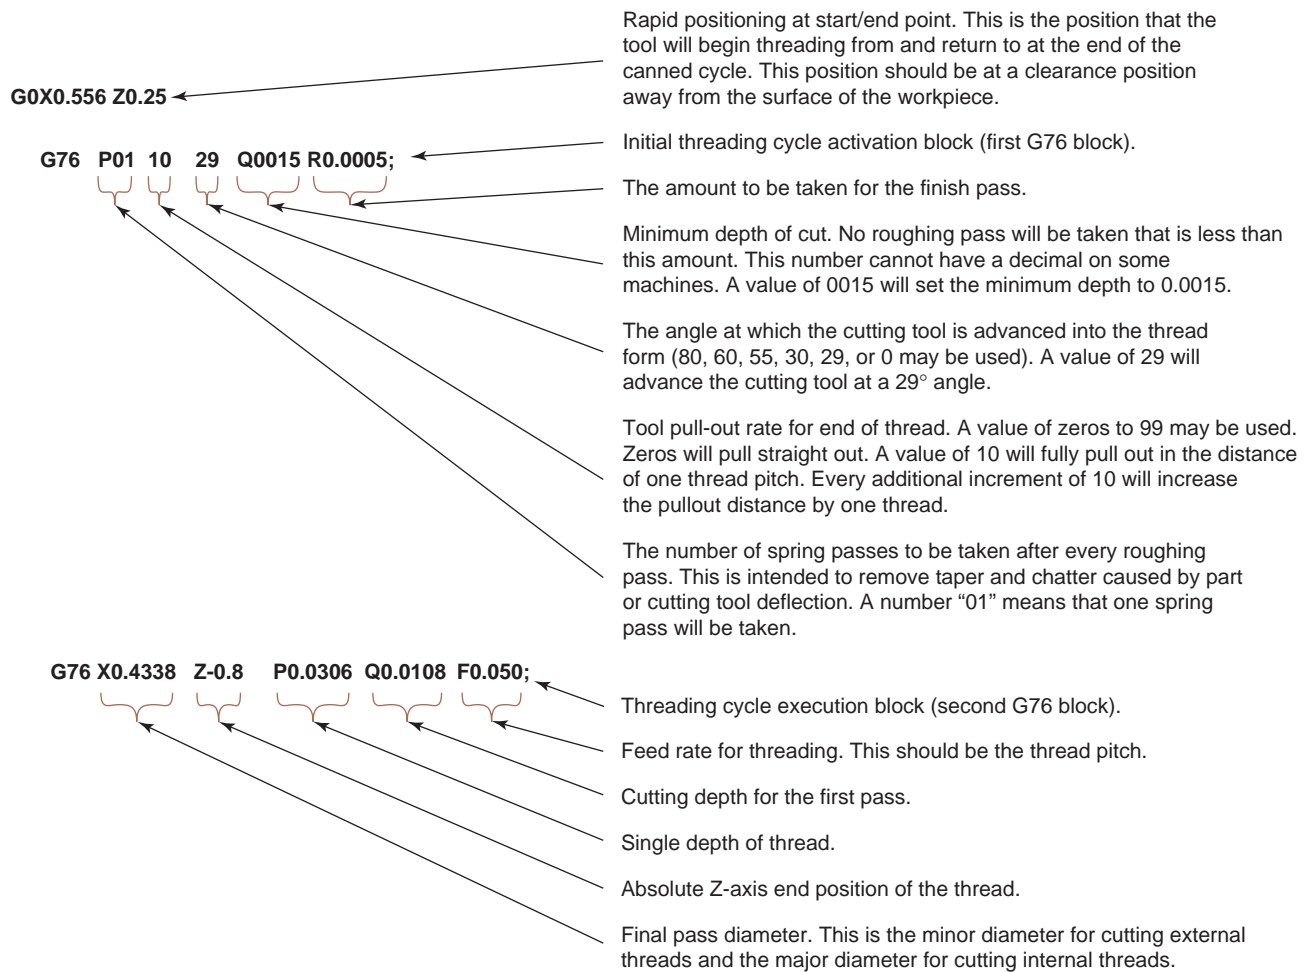 Rapid positioning at start/end point. This is the position that the
tool will begin threading from and return to at the end of the
canned cycle. This position should be at a clearance position
away from the surface of the workpiece.
G0X0.556 Z0.25
Initial threading cycle activation block (first G76 block).
G76 P01 10 29 Q0015 R0.0005;
The amount to be taken for the finish pass.
Minimum depth of cut. No roughing pass will be taken that is less than
this amount. This number cannot have a decimal on some
machines. A value of 0015 will set the minimum depth to 0.0015.
The angle at which the cutting tool is advanced into the thread
form (80, 60, 55, 30, 29, or 0 may be used). A value of 29 will
advance the cutting tool at a 29° angle.
Tool pull-out rate for end of thread. A value of zeros to 99 may be used.
Zeros will pull straight out. A value of 10 will fully pull out in the distance
of one thread pitch. Every additional increment of 10 will increase
the pullout distance by one thread.
The number of spring passes to be taken after every roughing
pass. This is intended to remove taper and chatter caused by part
or cutting tool deflection. A number “01” means that one spring
pass will be taken.
G76 X0.4338 Z-0.8 P0.0306 Q0.0108 F0.050;
Threading cycle execution block (second G76 block).
Feed rate for threading. This should be the thread pitch.
Cutting depth for the first pass.
Single depth of thread.
Absolute Z-axis end position of the thread.
Final pass diameter. This is the minor diameter for cutting external
threads and the major diameter for cutting internal threads.